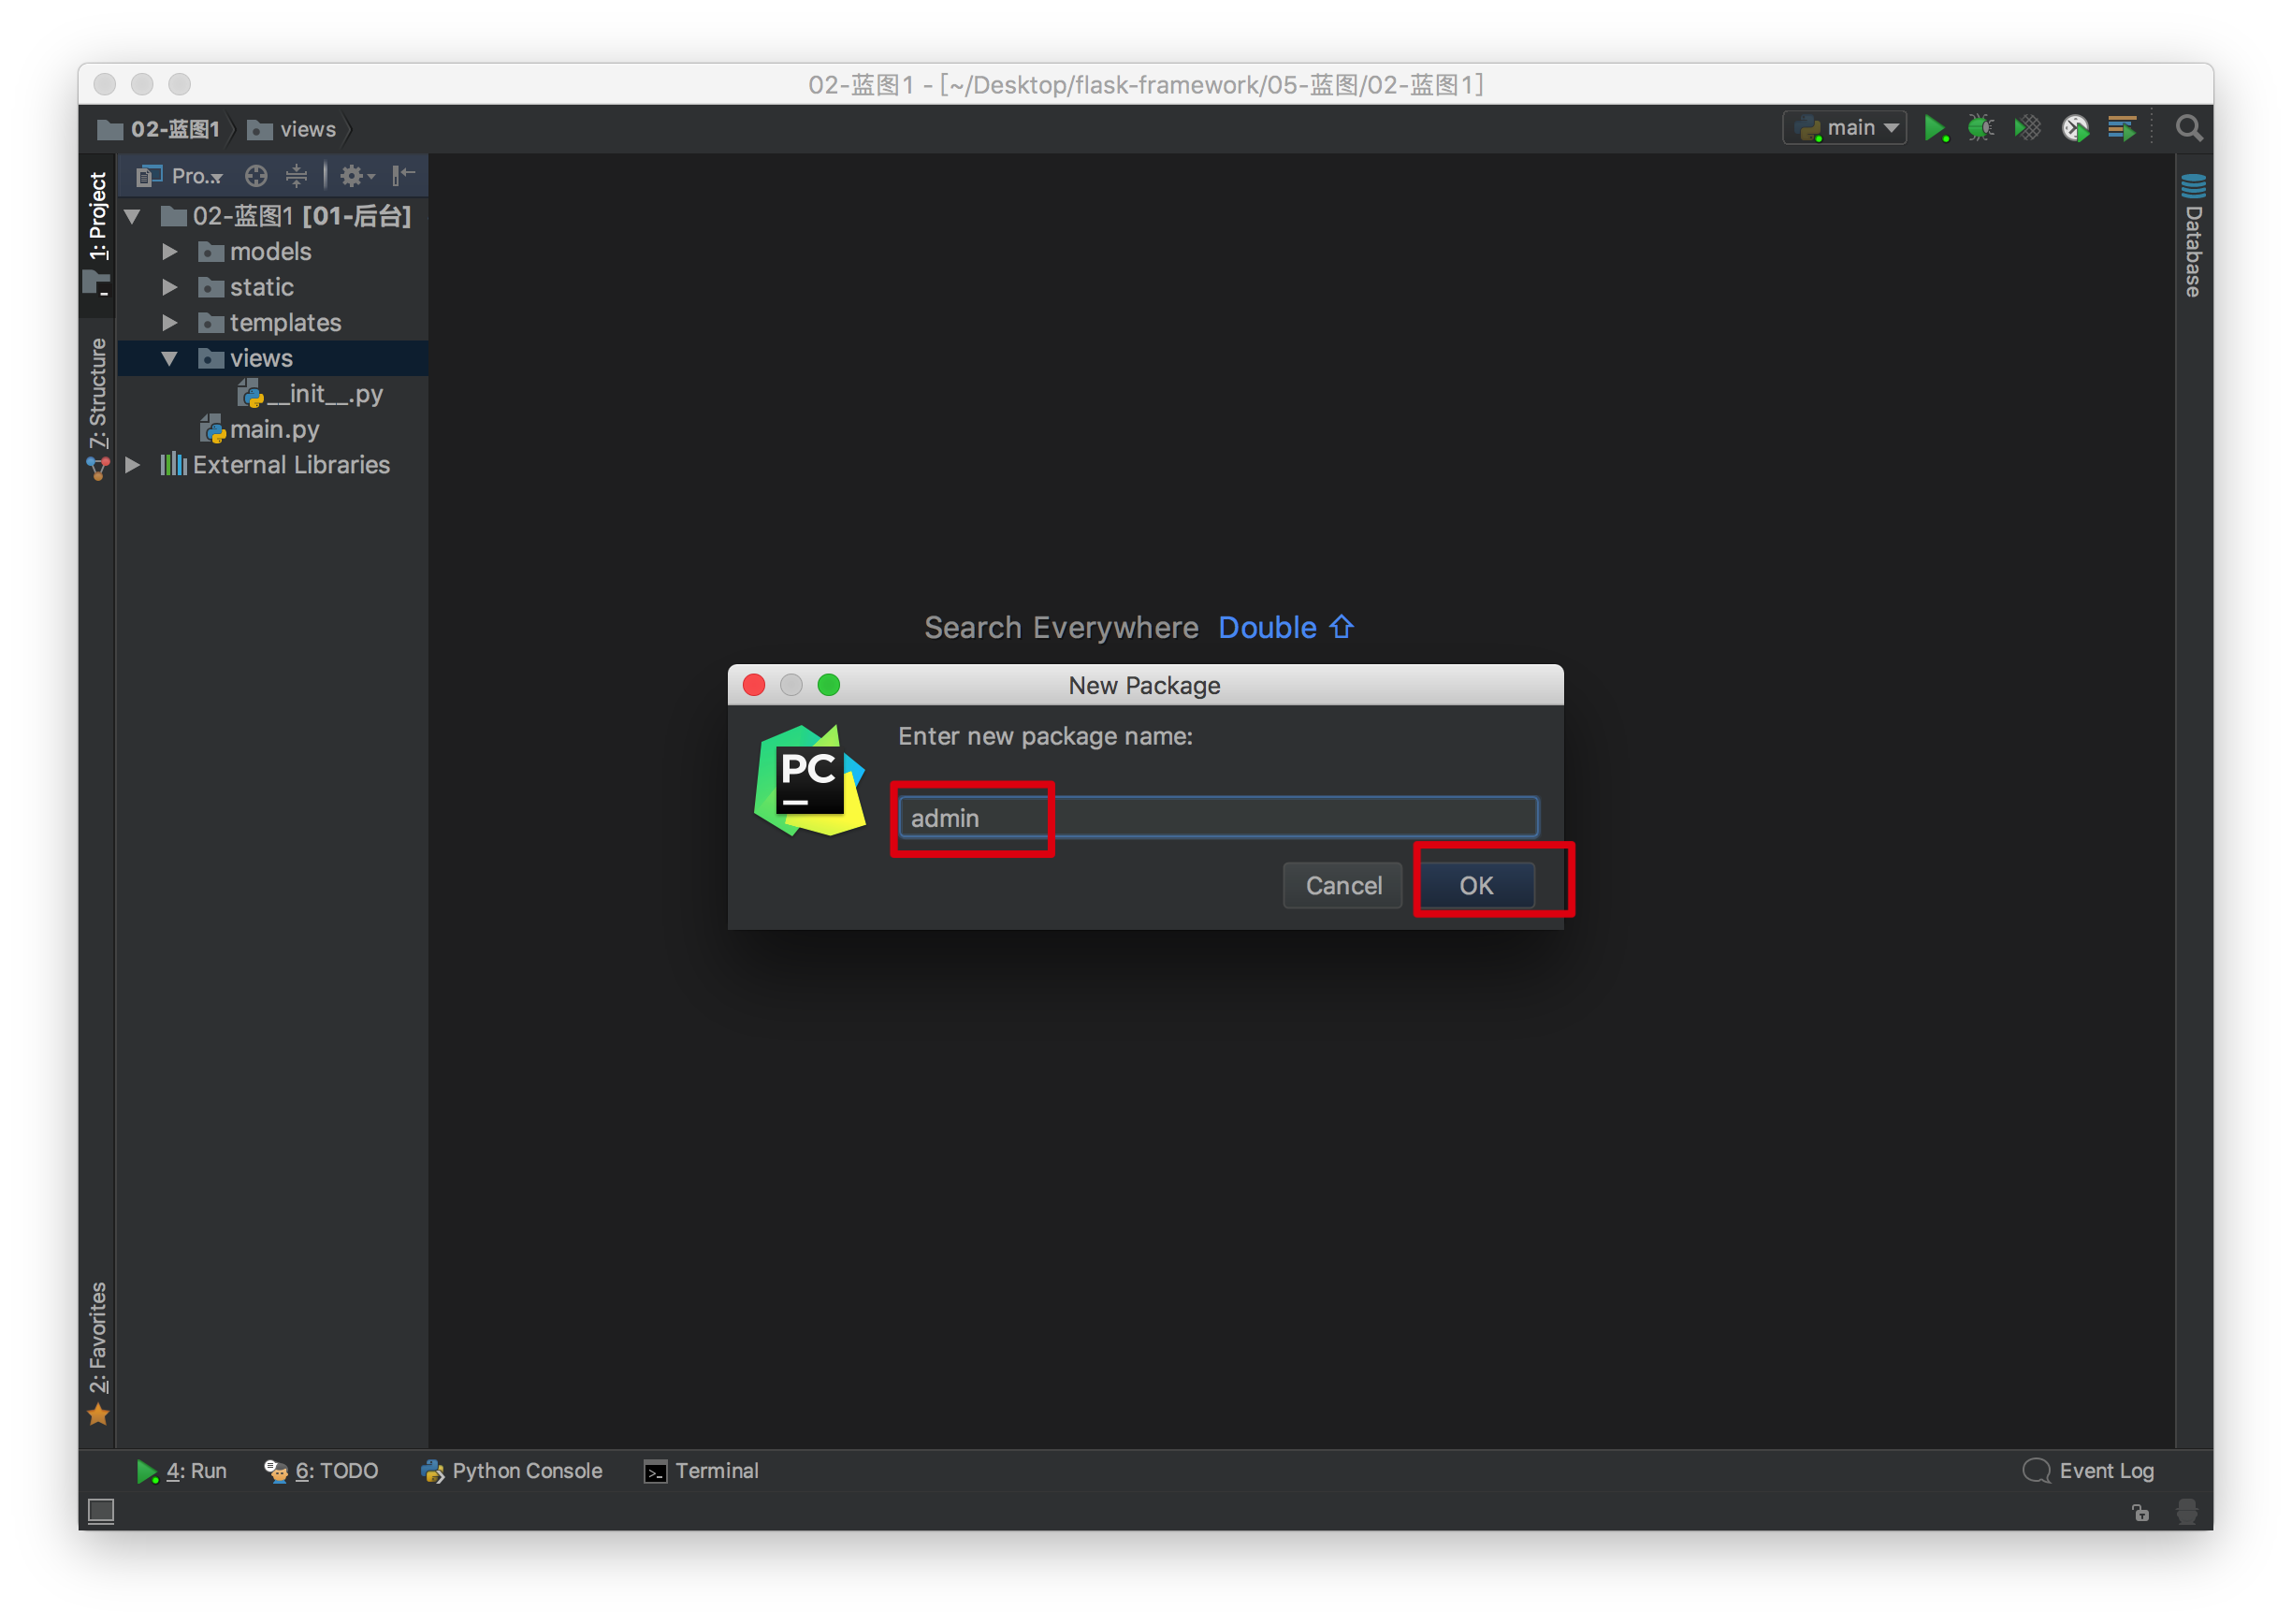 02-蓝图1 - [~/Desktop/flask-framework/05-蓝图/02-蓝图1]
02-蓝图1 views
main
1: Project
Pro...
02-蓝图1 [01-后台]
models
static
templates
views
__init__.py
main.py
External Libraries
7: Structure
2: Favorites
Database
Search Everywhere Double ⇧
New Package
PC
Enter new package name:
admin
Cancel OK
4: Run 6: TODO Python Console Terminal Event Log